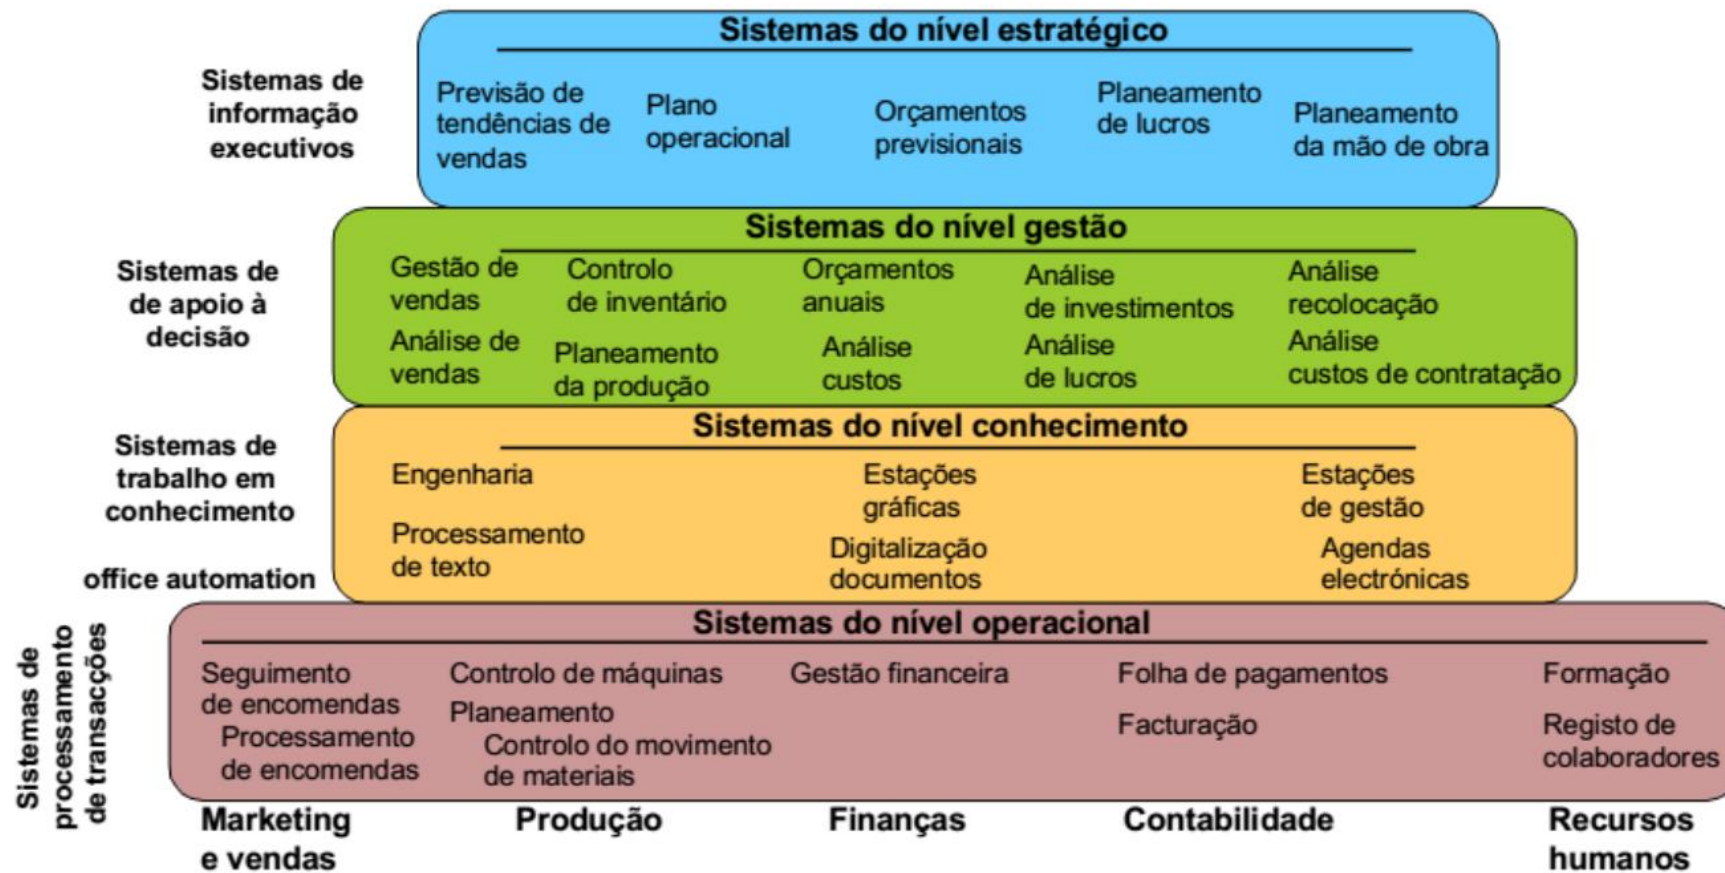 Sistemas do nível estratégico
Sistemas de
informação
executivos
Previsão de
tendências de
vendas
Plano
operacional
Orçamentos
previsionais
Planeamento
de lucros
Planeamento
da mão de obra
Sistemas do nível gestão
Sistemas de
de apoio à
decisão
Gestão de
vendas
Controlo
de inventário
Orçamentos
anuais
Análise
de investimentos
Análise
recolocação
Análise de
vendas
Planeamento
da produção
Análise
custos
Análise
de lucros
Análise
custos de contratação
Sistemas do nível conhecimento
Sistemas de
trabalho em
conhecimento
Engenharia
Estações
gráficas
Estações
de gestão
office automation
Processamento
de texto
Digitalização
documentos
Agendas
electrónicas
Sistemas do nível operacional
Sistemas de
processamento
de transacções
Seguimento
de encomendas
Processamento
de encomendas
Controlo de máquinas
Planeamento
Controlo do movimento
de materiais
Gestão financeira
Folha de pagamentos
Facturação
Formação
Registo de
colaboradores
Marketing
e vendas
Produção
Finanças
Contabilidade
Recursos
humanos